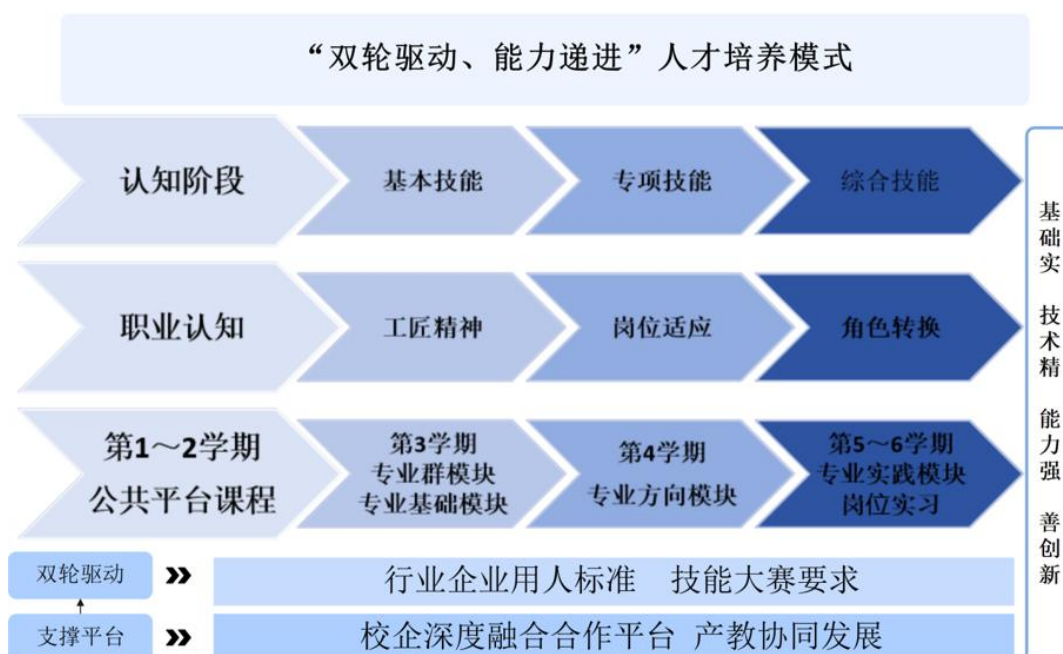 “双轮驱动、能力递进”人才培养模式
认知阶段
基本技能
专项技能
综合技能
职业认知
工匠精神
岗位适应
角色转换
第1～2学期
公共平台课程
第3学期
专业群模块
专业基础模块
第4学期
专业方向模块
第5～6学期
专业实践模块
岗位实习
基础实 技术精 能力强 善创新
双轮驱动
行业企业用人标准 技能大赛要求
支撑平台
校企深度融合合作平台 产教协同发展